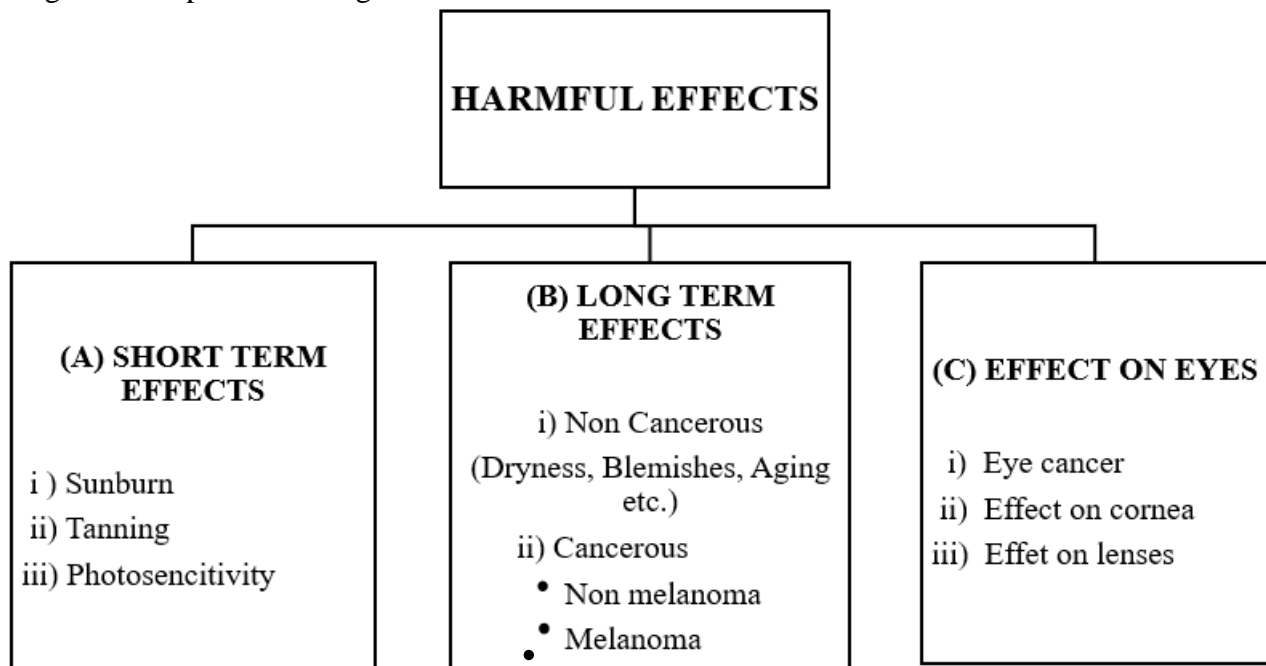 HARMFUL EFFECTS
(A) SHORT TERM
EFFECTS
i ) Sunburn
ii) Tanning
iii) Photosencitivity
(B) LONG TERM
EFFECTS
i) Non Cancerous
(Dryness, Blemishes, Aging
etc.)
ii) Cancerous
• Non melanoma
• Melanoma
•
(C) EFFECT ON EYES
i) Eye cancer
ii) Effect on cornea
iii) Effet on lenses